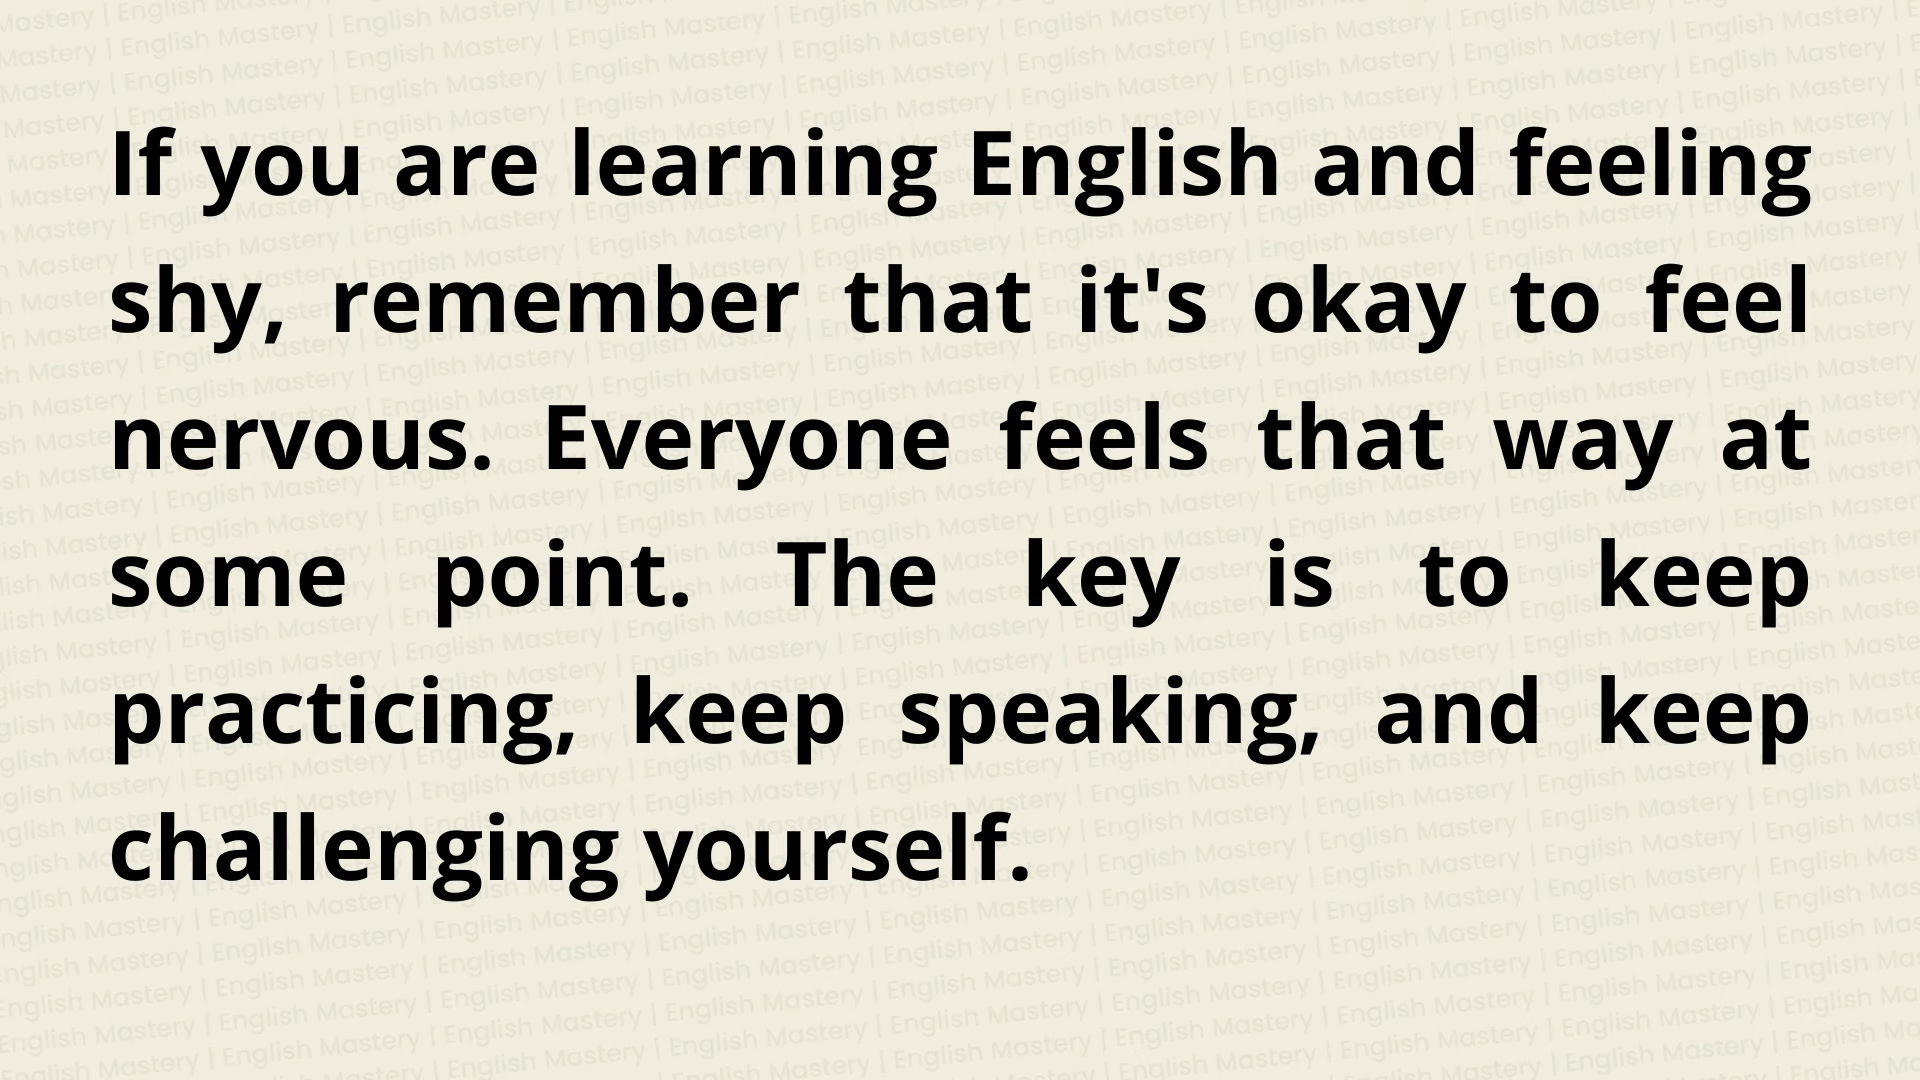 If you are learning English and feeling
shy, remember that it's okay to feel
nervous. Everyone feels that way at
some point. The key is to keep
practicing, keep speaking, and keep
challenging yourself.